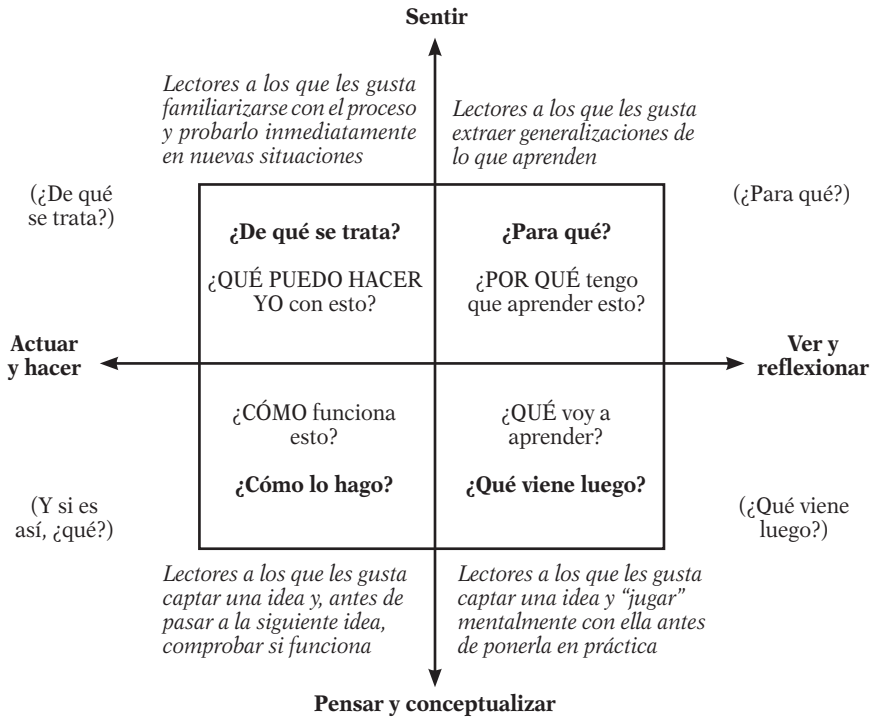 Sentir
Lectores a los que les gusta
familiarizarse con el proceso
y probarlo inmediatamente
en nuevas situaciones
Lectores a los que les gusta
extraer generalizaciones de
lo que aprenden
(¿De qué
se trata?)
(¿Para qué?)
¿De qué se trata?
¿QUÉ PUEDO HACER
YO con esto?
¿Para qué?
¿POR QUÉ tengo
que aprender esto?
Actuar
y hacer
Ver y
reflexionar
¿CÓMO funciona
esto?
¿Cómo lo hago?
¿QUÉ voy a
aprender?
¿Qué viene luego?
(Y si es
así, ¿qué?)
(¿Qué viene
luego?)
Lectores a los que les gusta
captar una idea y, antes de
pasar a la siguiente idea,
comprobar si funciona
Lectores a los que les gusta
captar una idea y “jugar”
mentalmente con ella antes
de ponerla en práctica
Pensar y conceptualizar